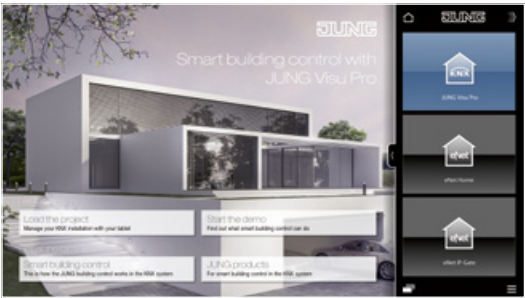 JUNG
Smart building control with
JUNG Visu Pro
Load the project
Manage your KNX installation with your tablet
Start the demo
Find out what smart building control can do
Smart building control
This is how the JUNG building control works in the KNX system
JUNG products
For smart building control in the KNX system
JUNG
KNX
JUNG Visu Pro
eNet
eNet Home
eNet
eNet IP Gate